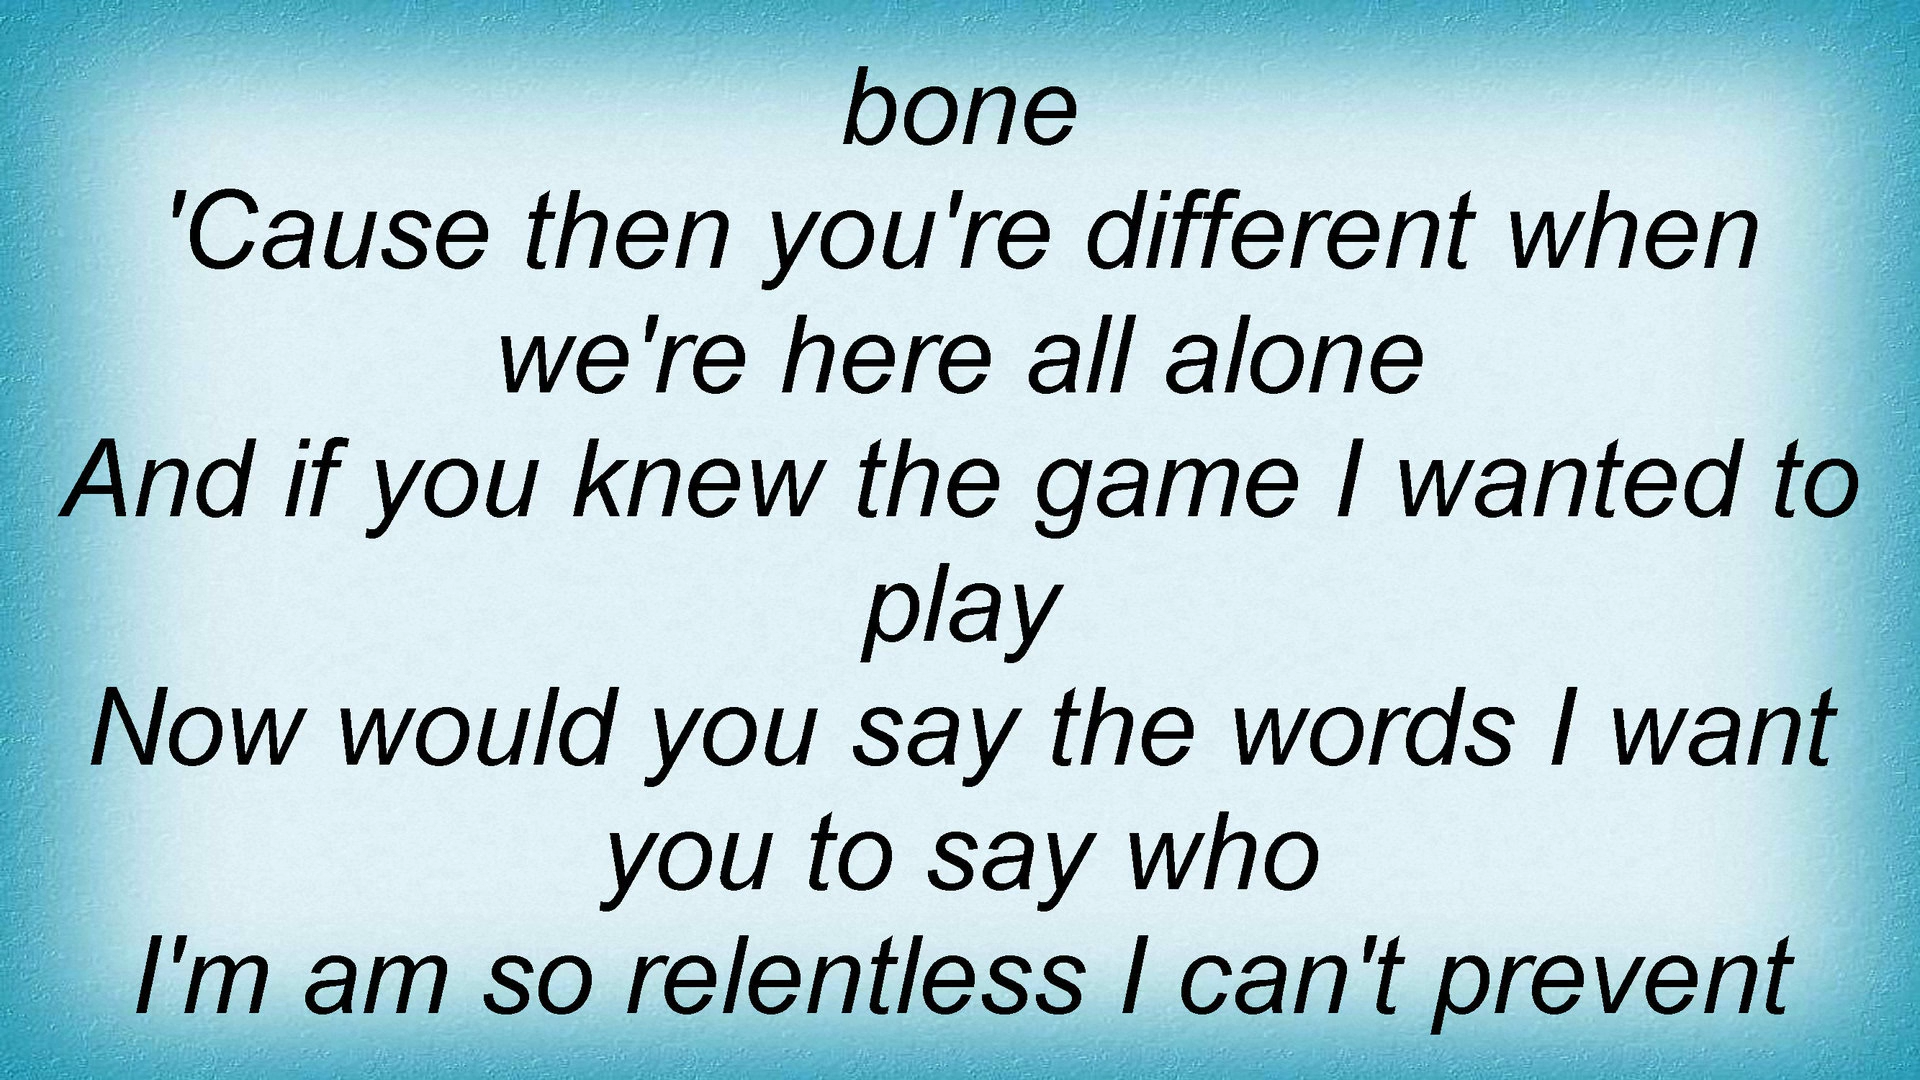 bone
'Cause then you're different when
we're here all alone
And if you knew the game I wanted to
play
Now would you say the words I want
you to say who
I'm am so relentless I can't prevent